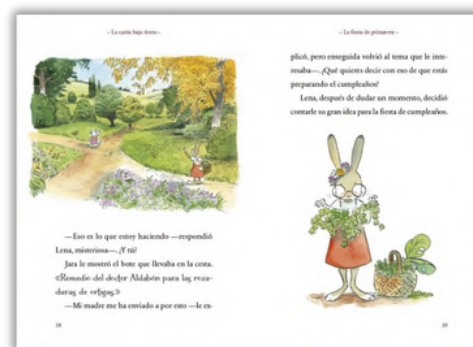 – La casita bajo tierra –
—Eso es lo que estoy haciendo —respondió
Lena, misteriosa—. ¿Y tú?
Jara le mostró el bote que llevaba en la cesta.
«Remedio del doctor Aldabón para las roza-
duras de ortigas.»
—Mi madre me ha enviado a por esto —le ex-
38
– La fiesta de primavera –
plicó, pero enseguida volvió al tema que le inte-
resaba—. ¿Qué quieres decir con eso de que estás
preparando el cumpleaños?
Lena, después de dudar un momento, decidió
contarle su gran idea para la fiesta de cumpleaños.
39